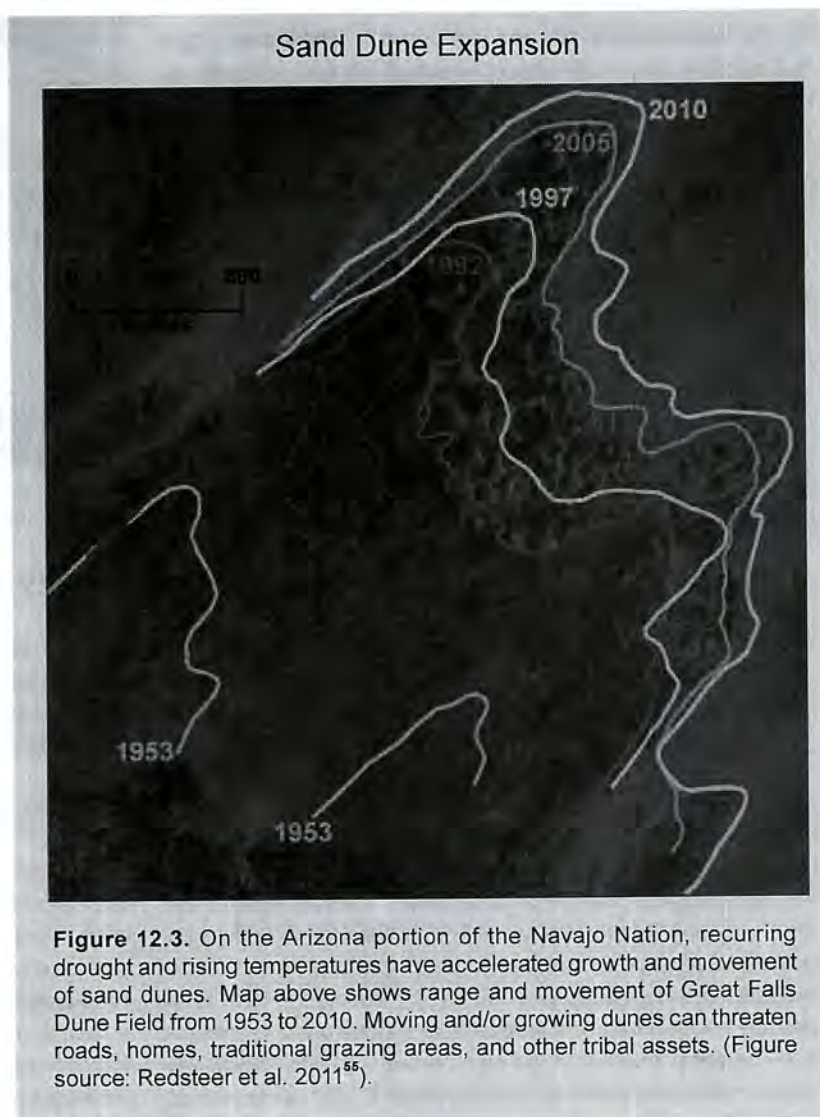 Sand Dune Expansion
2010
2005
1997
1992
0
1953
1953
Figure 12.3. On the Arizona portion of the Navajo Nation, recurring
drought and rising temperatures have accelerated growth and movement
of sand dunes. Map above shows range and movement of Great Falls
Dune Field from 1953 to 2010. Moving and/or growing dunes can threaten
roads, homes, traditional grazing areas, and other tribal assets. (Figure
source: Redsteer et al. 2011⁵⁵).